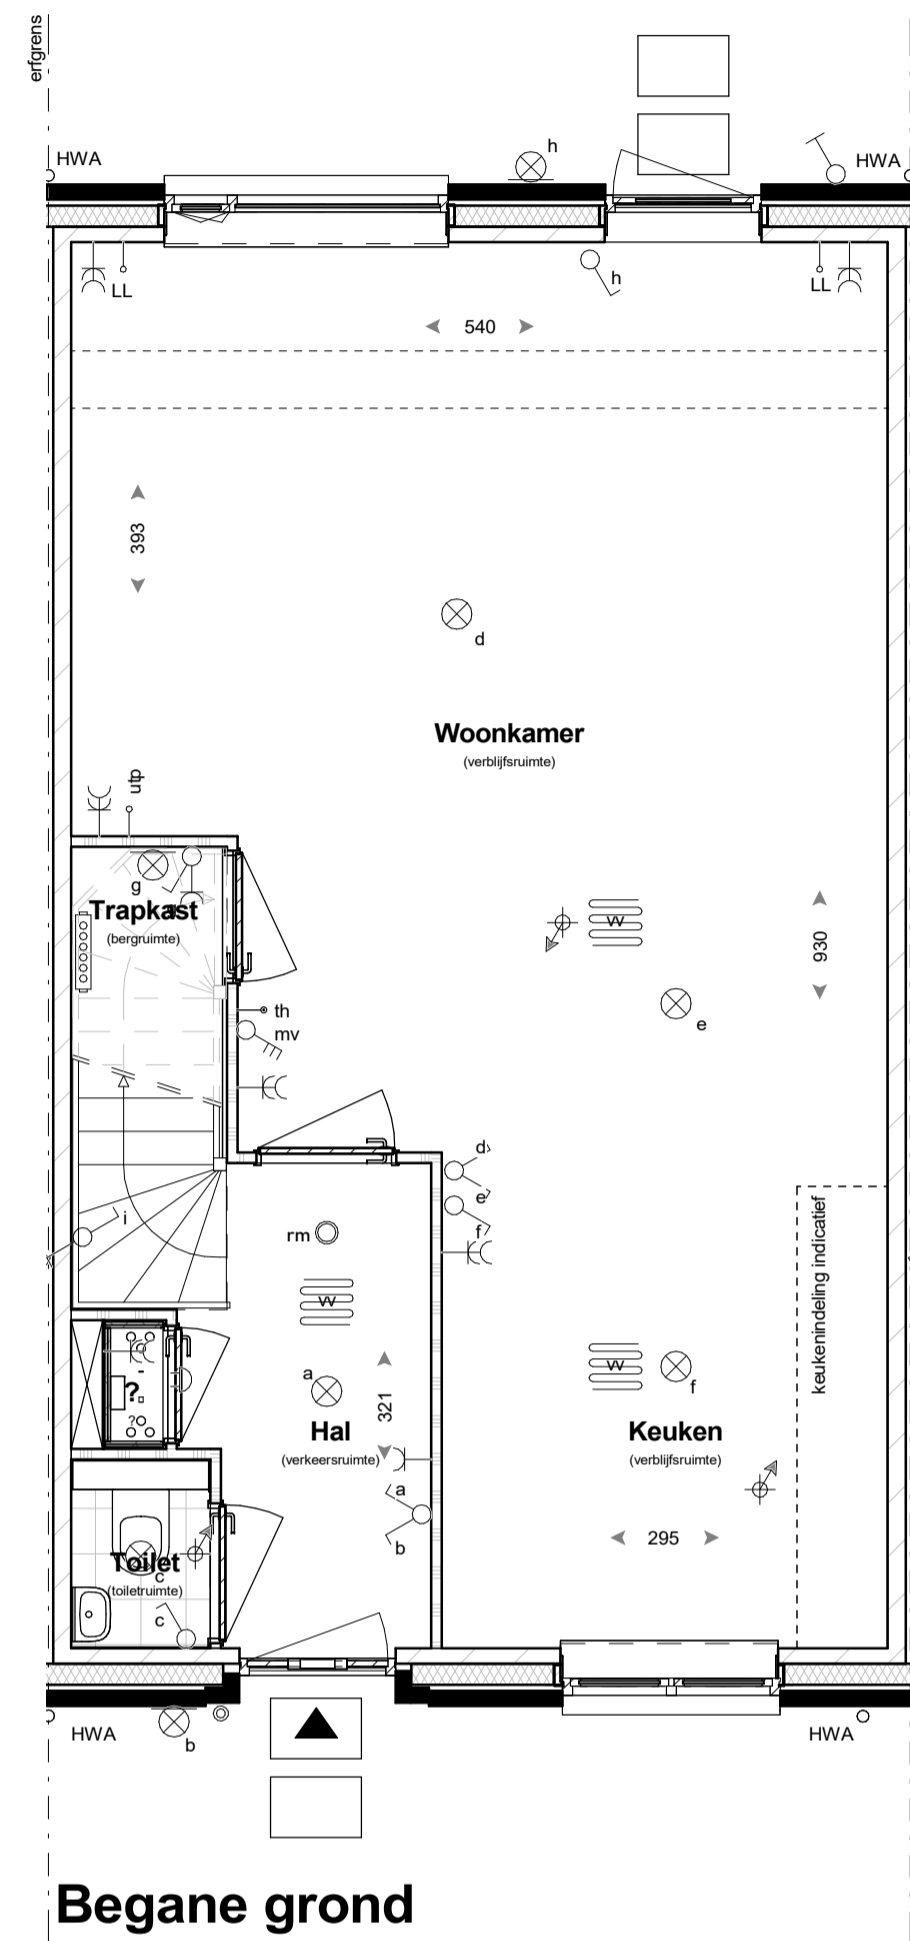 erfgrens
HWA
h
HWA
LL
h
LL
540
393
d
Woonkamer
(verblijfsruimte)
utp
g
Trapkast
(bergruimte)
930
e
th
mv
d
e
f
i
rm
keukenindeling indicatief
a
321
f
?
?
Hal
(verkeersruimte)
Keuken
(verblijfsruimte)
a
b
295
Toilet
c
(toiletruimte)
c
HWA
b
HWA
Begane grond